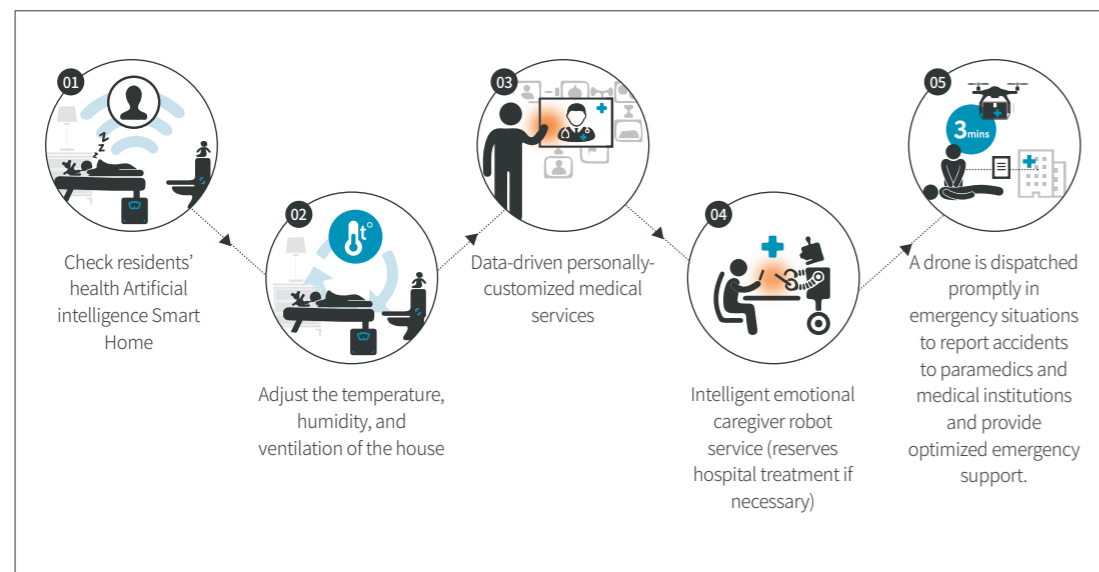 01
z
z
z
Check residents’
health Artificial
intelligence Smart
Home
02
t°
Adjust the temperature,
humidity, and
ventilation of the house
03
Data-driven personally-
customized medical
services
04
Intelligent emotional
caregiver robot
service (reserves
hospital treatment if
necessary)
05
3mins
A drone is dispatched
promptly in
emergency situations
to report accidents
to paramedics and
medical institutions
and provide
optimized emergency
support.